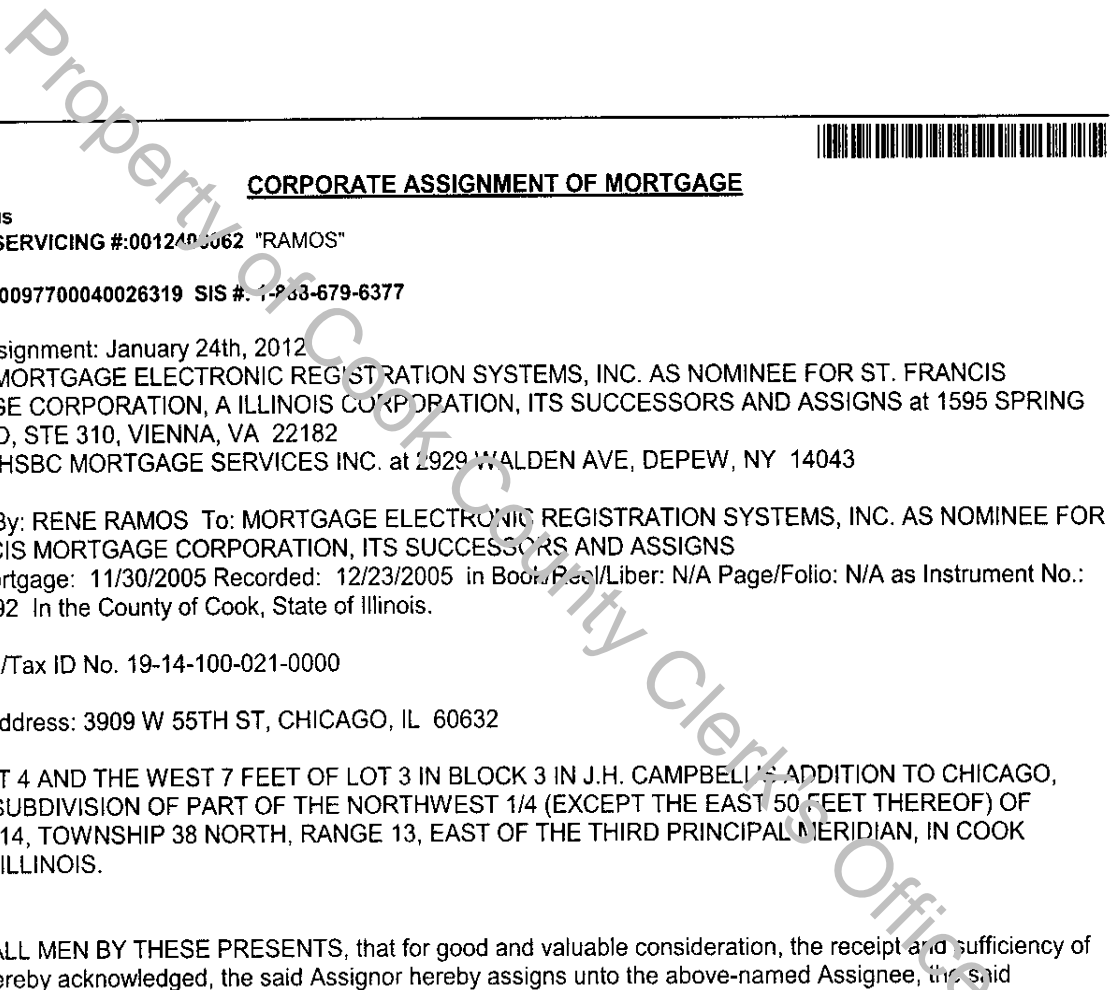 CORPORATE ASSIGNMENT OF MORTGAGE
SERVICING "RAMOS"
0097700040026319 SIS #:
signment: January 24th, 2012
MORTGAGE ELECTRONIC REGISTRATION SYSTEMS, INC. AS NOMINEE FOR ST. FRANCIS
GE CORPORATION, A ILLINOIS CORPORATION, ITS SUCCESSORS AND ASSIGNS at 1595 SPRING
D, STE 310, VIENNA, VA 22182
HSBC MORTGAGE SERVICES INC. at 2929 WALDEN AVE, DEPEW, NY 14043
By: RENE RAMOS To: MORTGAGE ELECTRONIC REGISTRATION SYSTEMS, INC. AS NOMINEE FOR
CIS MORTGAGE CORPORATION, ITS SUCCESSORS AND ASSIGNS
rtgage: 11/30/2005 Recorded: 12/23/2005 in Book/Reel/Liber: N/A Page/Folio: N/A as Instrument No.:
92 In the County of Cook, State of Illinois.
/Tax ID No. 19-14-100-021-0000
ddress: 3909 W 55TH ST, CHICAGO, IL 60632
T 4 AND THE WEST 7 FEET OF LOT 3 IN BLOCK 3 IN J.H. CAMPBELL'S ADDITION TO CHICAGO,
SUBDIVISION OF PART OF THE NORTHWEST 1/4 (EXCEPT THE EAST 50 FEET THEREOF) OF
14, TOWNSHIP 38 NORTH, RANGE 13, EAST OF THE THIRD PRINCIPAL MERIDIAN, IN COOK
ILLINOIS.
ALL MEN BY THESE PRESENTS, that for good and valuable consideration, the receipt and sufficiency of
ereby acknowledged, the said Assignor hereby assigns unto the above-named Assignee, the said
Property of Cook County Clerk's Office